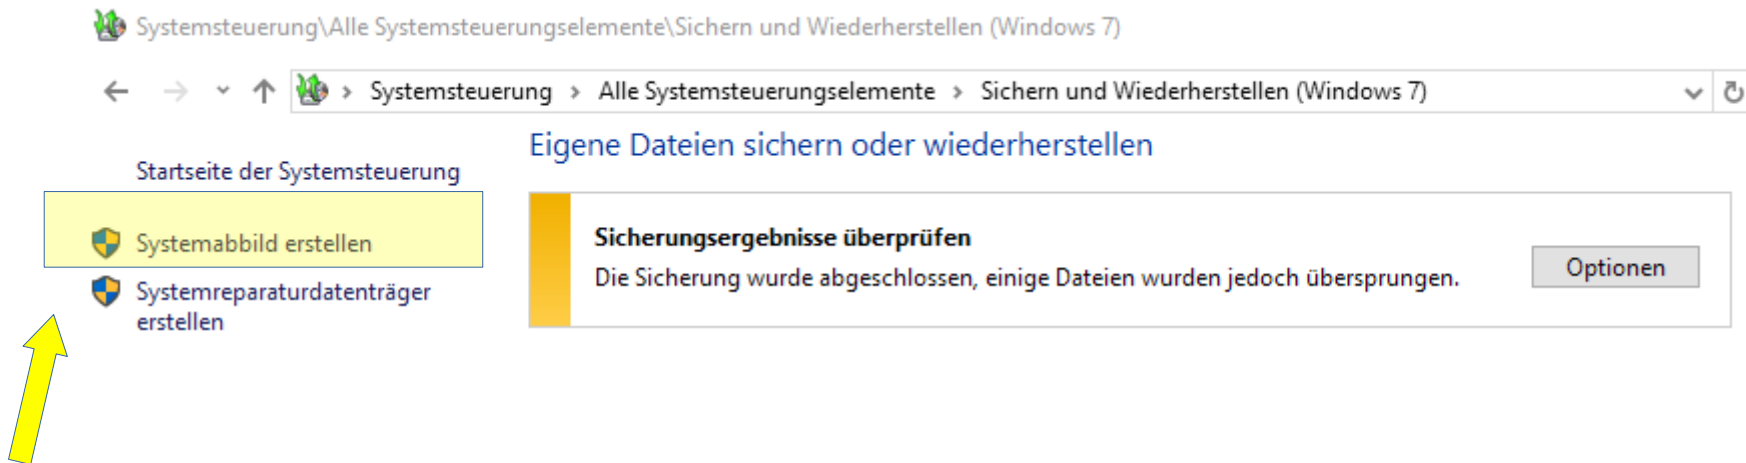 Systemsteuerung\Alle Systemsteuerungselemente\Sichern und Wiederherstellen (Windows 7)
Systemsteuerung > Alle Systemsteuerungselemente > Sichern und Wiederherstellen (Windows 7)
Startseite der Systemsteuerung
Systemabbild erstellen
Systemreparaturdatenträger
erstellen
Eigene Dateien sichern oder wiederherstellen
Sicherungsergebnisse überprüfen
Die Sicherung wurde abgeschlossen, einige Dateien wurden jedoch übersprungen.
Optionen